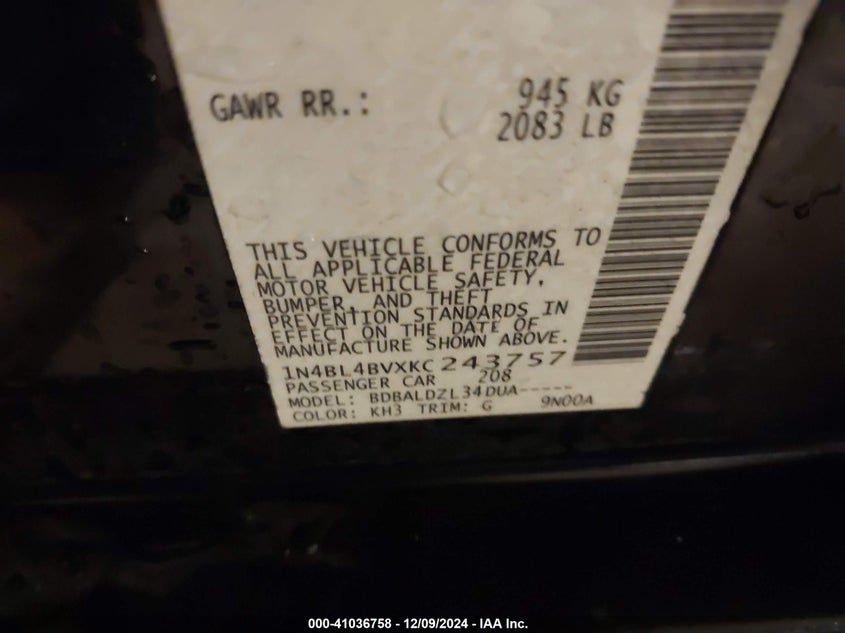 GAWR RR.: 945 KG
2083 LB
THIS VEHICLE CONFORMS TO
ALL APPLICABLE FEDERAL
MOTOR VEHICLE SAFETY,
BUMPER, AND THEFT
PREVENTION STANDARDS IN
EFFECT ON THE DATE OF
MANUFACTURE SHOWN ABOVE.
1N4BL4BVXKC243757
PASSENGER CAR 208
MODEL: BDBALDZL34DUA-----
COLOR: KH3 TRIM: G 9N00A
000-41036758 - 12/09/2024 - IAA Inc.